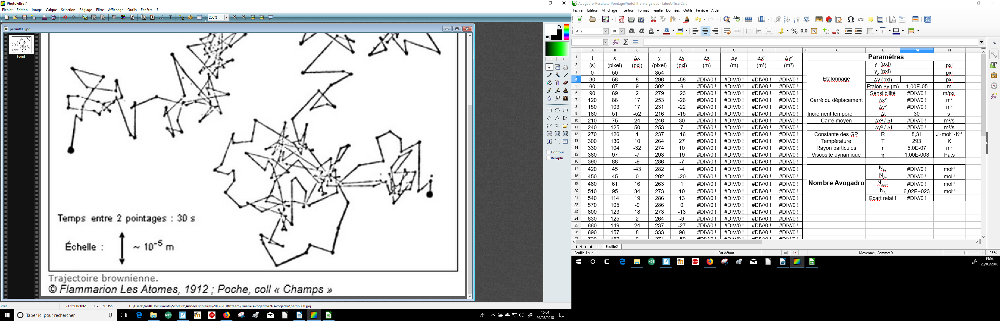 PhotoFiltre 7
Fichier Edition Image Calque Sélection Réglage Filtre Affichage Outils Fenêtre ?
200%
perrin800.jpg
Fond
Temps entre 2 pointages : 30 s
Échelle : ~ 10⁻⁵ m
Trajectoire brownienne.
© Flammarion Les Atomes, 1912 ; Poche, coll « Champs »
Contour
Remplir
Prêt 712x600x16M X:Y = 50:355 C:\Users\fredl\Documents\Scolaire\Annees scolaires\2017-2018\traam\Traam-Avogadro\N-Avogadro\perrin800.jpg
Taper ici pour rechercher
15:04
26/03/2018
Avogadro-Resultats-PointagePhotofiltre-vierge.ods - LibreOffice Calc
Fichier Édition Affichage Insertion Format Feuille Données Outils Fenêtre Aide
Arial 10
A B C D E F G H I J K L M N
1 t x Δx y Δy Δx Δy Δx² Δy² Paramètres
2 (s) (pixel) (pxl) (pixel) (pxl) (m) (m) (m²) (m²) y₁ (pxl) pxl
3 0 50 354 y₂ (pxl) pxl
4 30 58 8 296 -58 #DIV/0 ! #DIV/0 ! #DIV/0 ! #DIV/0 ! Etalonnage Δy (pxl) pxl
5 60 67 9 302 6 #DIV/0 ! #DIV/0 ! #DIV/0 ! #DIV/0 ! Etalon Δy (m) 1,00E-05 m
6 90 69 2 279 -23 #DIV/0 ! #DIV/0 ! #DIV/0 ! #DIV/0 ! Sensilbilité #DIV/0 ! m/pxl
7 120 86 17 253 -26 #DIV/0 ! #DIV/0 ! #DIV/0 ! #DIV/0 ! Carré du déplacement Δx² #DIV/0 ! m²
8 150 103 17 231 -22 #DIV/0 ! #DIV/0 ! #DIV/0 ! #DIV/0 ! Δy² #DIV/0 ! m²
9 180 51 -52 216 -15 #DIV/0 ! #DIV/0 ! #DIV/0 ! #DIV/0 ! Incrément temporel Δt 30 s
10 210 75 24 246 30 #DIV/0 ! #DIV/0 ! #DIV/0 ! #DIV/0 ! Carré moyen Δx² / Δt #DIV/0 ! m²/s
11 240 125 50 253 7 #DIV/0 ! #DIV/0 ! #DIV/0 ! #DIV/0 ! Δy² / Δt #DIV/0 ! m²/s
12 270 126 1 237 -16 #DIV/0 ! #DIV/0 ! #DIV/0 ! #DIV/0 ! Constante des GP R 8,31 J·mol⁻¹·K⁻¹
13 300 136 10 264 27 #DIV/0 ! #DIV/0 ! #DIV/0 ! #DIV/0 ! Température T 293 K
14 330 104 -32 274 10 #DIV/0 ! #DIV/0 ! #DIV/0 ! #DIV/0 ! Rayon particules r 5,0E-07 m²
15 360 97 -7 293 19 #DIV/0 ! #DIV/0 ! #DIV/0 ! #DIV/0 ! Viscosité dynamique η 1,00E-003 Pa.s
16 390 88 -9 286 -7 #DIV/0 ! #DIV/0 ! #DIV/0 ! #DIV/0 !
17 420 45 -43 282 -4 #DIV/0 ! #DIV/0 ! #DIV/0 ! #DIV/0 ! N Ax #DIV/0 ! mol⁻¹
18 450 45 0 262 -20 #DIV/0 ! #DIV/0 ! #DIV/0 ! #DIV/0 ! N Ay #DIV/0 ! mol⁻¹
19 480 61 16 263 1 #DIV/0 ! #DIV/0 ! #DIV/0 ! #DIV/0 ! Nombre Avogadro N Aexp #DIV/0 ! mol⁻¹
20 510 95 34 273 10 #DIV/0 ! #DIV/0 ! #DIV/0 ! #DIV/0 ! N A 6,02E+023 mol⁻¹
21 540 114 19 286 13 #DIV/0 ! #DIV/0 ! #DIV/0 ! #DIV/0 ! Ecart relatif #DIV/0 !
22 570 105 -9 286 0 #DIV/0 ! #DIV/0 ! #DIV/0 ! #DIV/0 !
23 600 123 18 273 -13 #DIV/0 ! #DIV/0 ! #DIV/0 ! #DIV/0 !
24 630 125 2 264 -9 #DIV/0 ! #DIV/0 ! #DIV/0 ! #DIV/0 !
25 660 149 24 237 -27 #DIV/0 ! #DIV/0 ! #DIV/0 ! #DIV/0 !
26 690 157 8 333 96 #DIV/0 ! #DIV/0 ! #DIV/0 ! #DIV/0 !
27 720 157 0 274 -59 #DIV/0 ! #DIV/0 ! #DIV/0 ! #DIV/0 !
Feuille2
Feuille 1 sur 1 Par défaut Moyenne: ; Somme: 0 135 %
15:04
26/03/2018